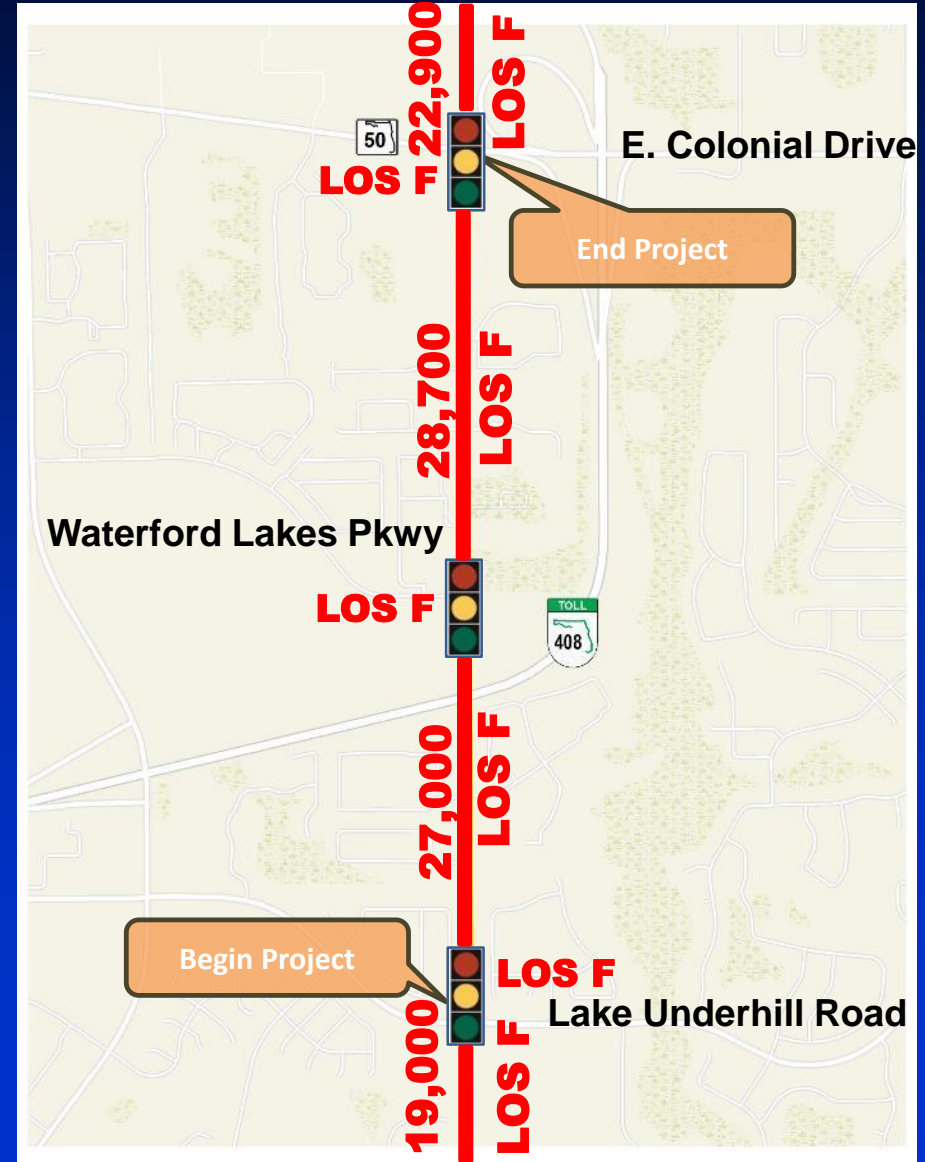 22,900
LOS F
50
E. Colonial Drive
LOS F
End Project
28,700
LOS F
Waterford Lakes Pkwy
LOS F
TOLL
408
27,000
LOS F
Begin Project
LOS F
Lake Underhill Road
19,000
LOS F